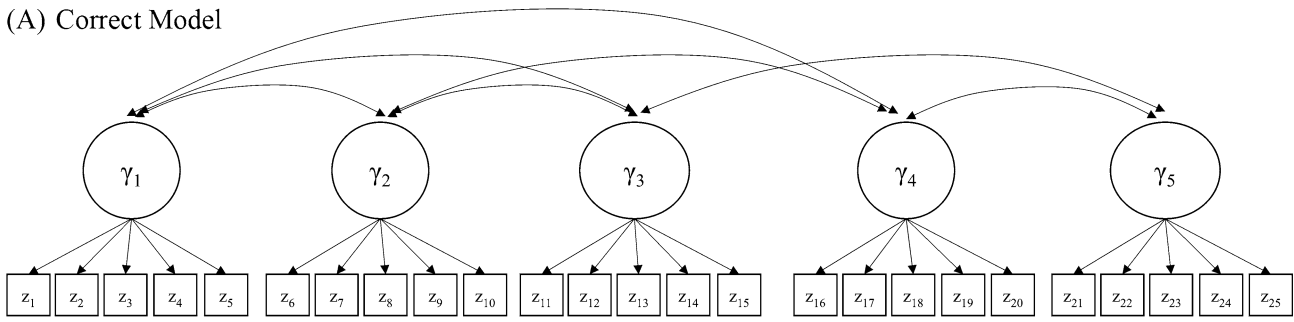 (A) Correct Model
γ₁ γ₂ γ₃ γ₄ γ₅
z₁ z₂ z₃ z₄ z₅ z₆ z₇ z₈ z₉ z₁₀ z₁₁ z₁₂ z₁₃ z₁₄ z₁₅ z₁₆ z₁₇ z₁₈ z₁₉ z₂₀ z₂₁ z₂₂ z₂₃ z₂₄ z₂₅